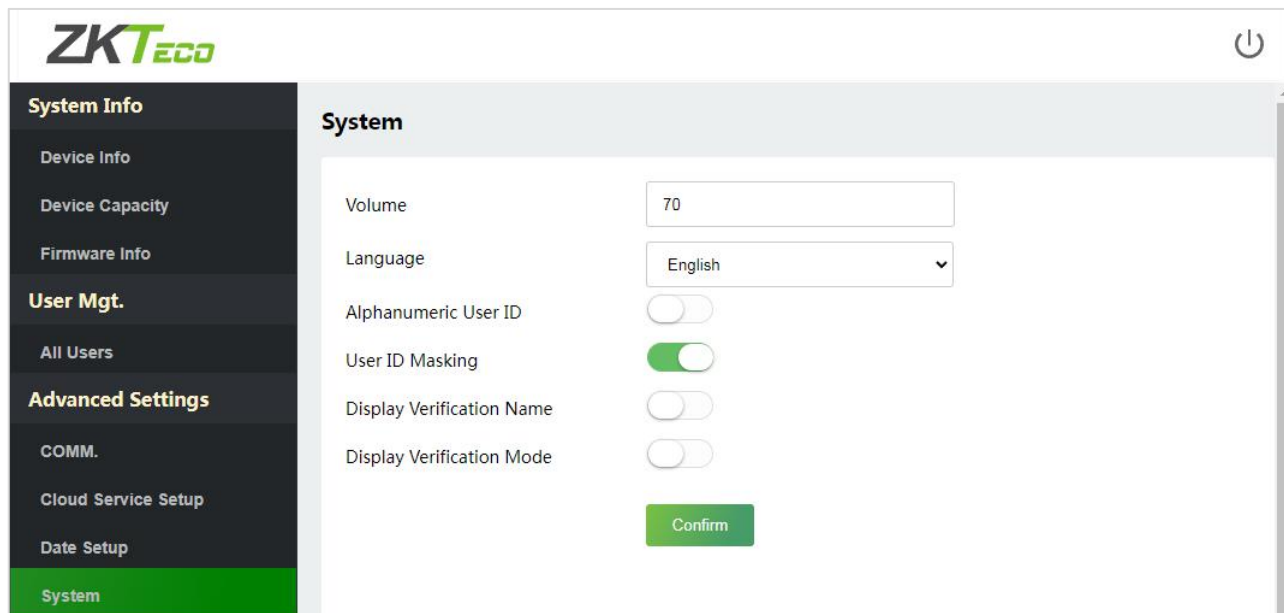 ZKTECO
System Info
Device Info
Device Capacity
Firmware Info
User Mgt.
All Users
Advanced Settings
COMM.
Cloud Service Setup
Date Setup
System
System
Volume 70
Language English
Alphanumeric User ID
User ID Masking
Display Verification Name
Display Verification Mode
Confirm